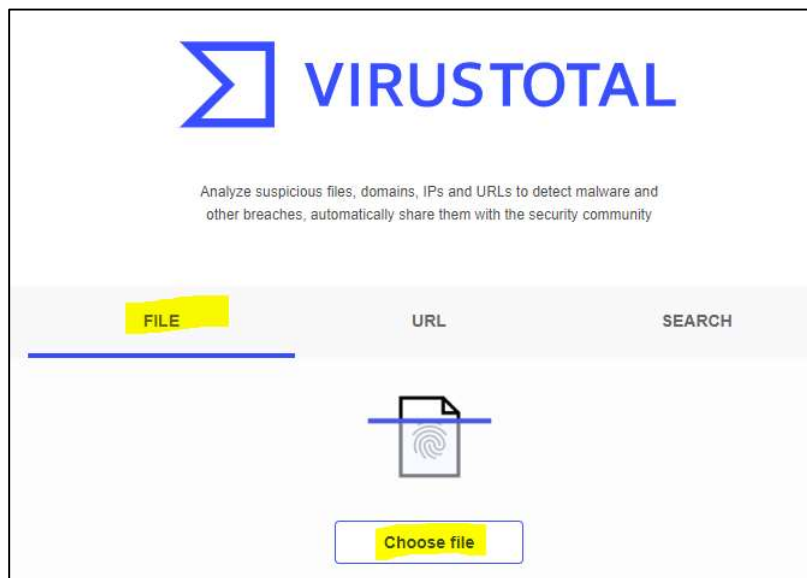 VIRUSTOTAL
Analyze suspicious files, domains, IPs and URLs to detect malware and
other breaches, automatically share them with the security community
FILE URL SEARCH
Choose file